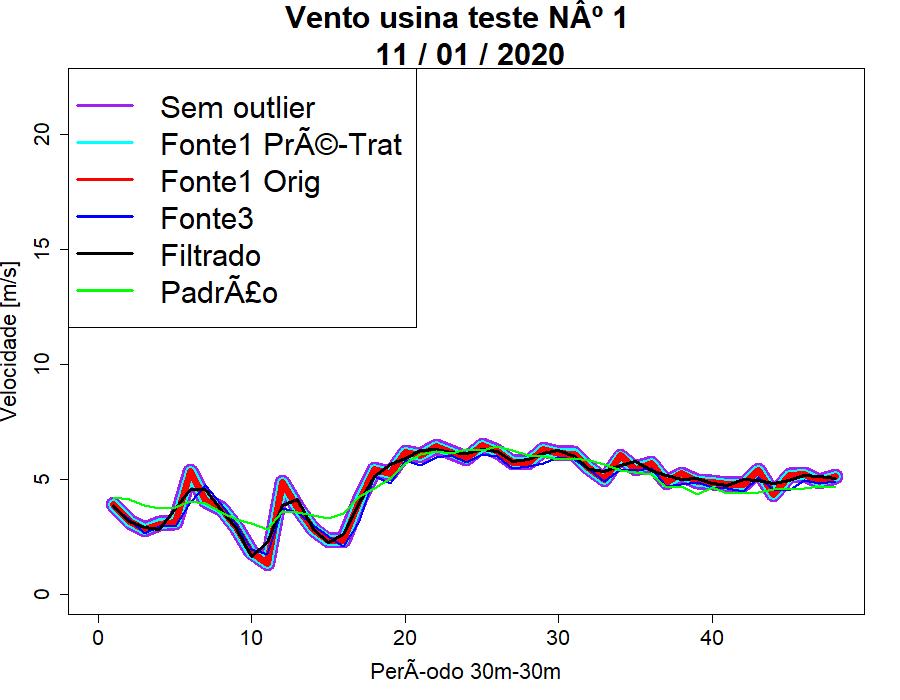 Vento usina teste NÂº 1
11 / 01 / 2020
Sem outlier
Fonte1 PrÃ©-Trat
Fonte1 Orig
Fonte3
Filtrado
PadrÃ£o
Velocidade [m/s]
20
15
10
5
0
0 10 20 30 40
PerÃ-odo 30m-30m